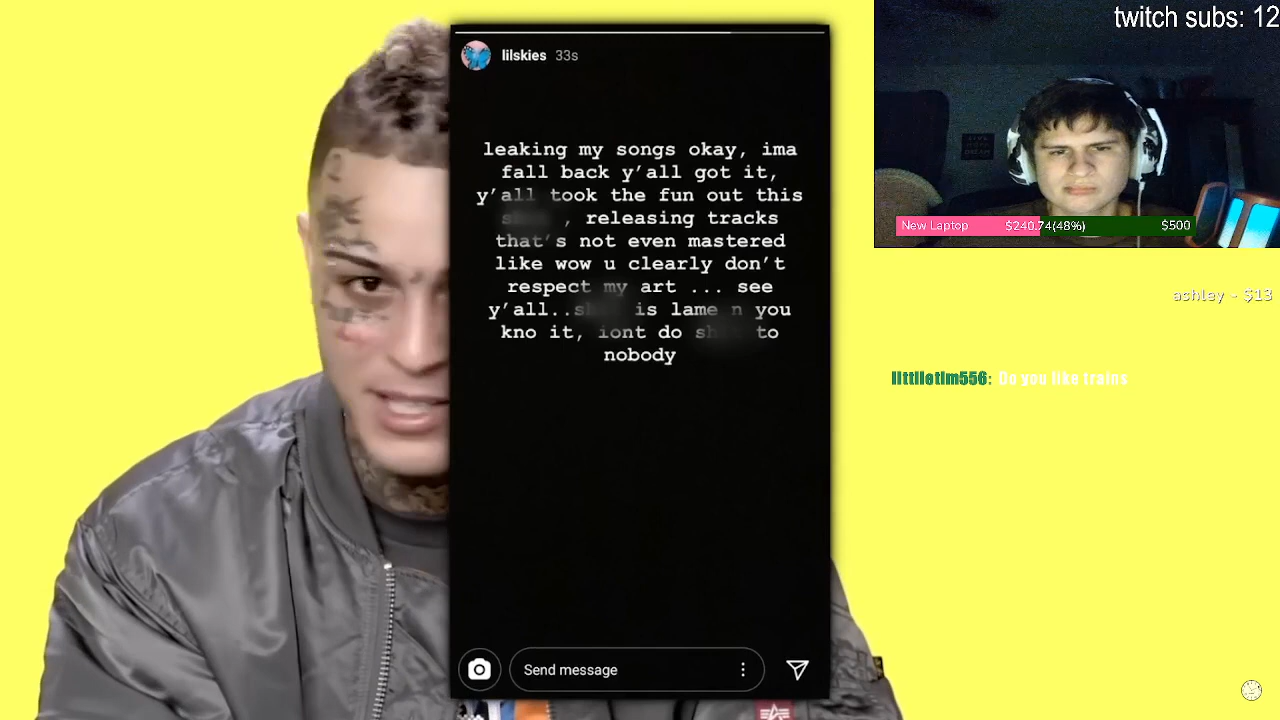 twitch subs: 12
lilskies 33s
leaking my songs okay, ima
fall back y'all got it,
y'all took the fun out this
, releasing tracks
that's not even mastered
like wow u clearly don't
respect my art ... see
y'all.. is lame n you
kno it, iont do to
nobody
Send message
New Laptop $240.74(48%) $500
ashley - $13
littlletim556: Do you like trains